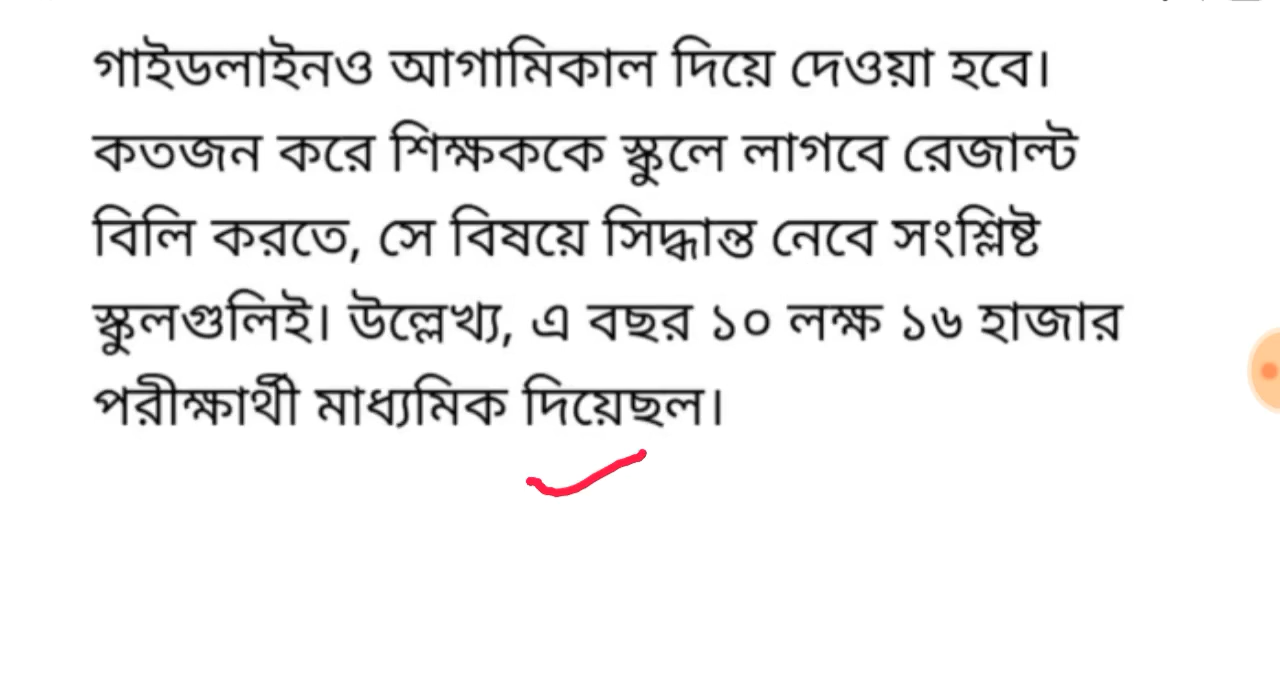 গাইডলাইনও আগামিকাল দিয়ে দেওয়া হবে।
কতজন করে শিক্ষককে স্কুলে লাগবে রেজাল্ট
বিলি করতে, সে বিষয়ে সিদ্ধান্ত নেবে সংশ্লিষ্ট
স্কুলগুলিই। উল্লেখ্য, এ বছর ১০ লক্ষ ১৬ হাজার
পরীক্ষার্থী মাধ্যমিক দিয়েছল।